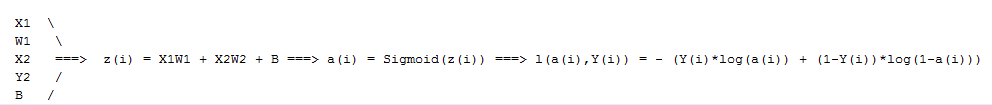 X1 \
W1 \
X2 ===> z(i) = X1W1 + X2W2 + B ===> a(i) = Sigmoid(z(i)) ===> l(a(i),Y(i)) = - (Y(i)*log(a(i)) + (1-Y(i))*log(1-a(i)))
Y2 /
B /